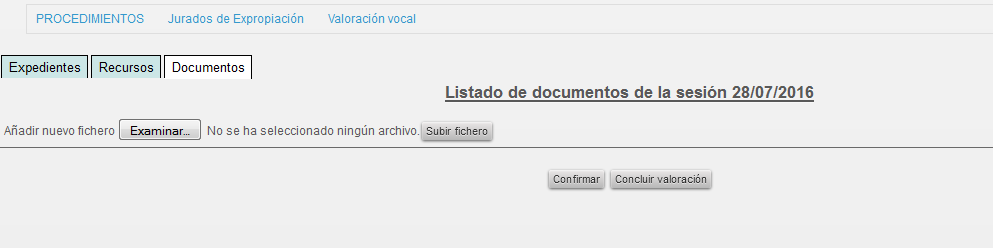 PROCEDIMIENTOS Jurados de Expropiación Valoración vocal
Expedientes Recursos Documentos
Listado de documentos de la sesión 28/07/2016
Añadir nuevo fichero Examinar... No se ha seleccionado ningún archivo. Subir fichero
Confirmar Concluir valoración